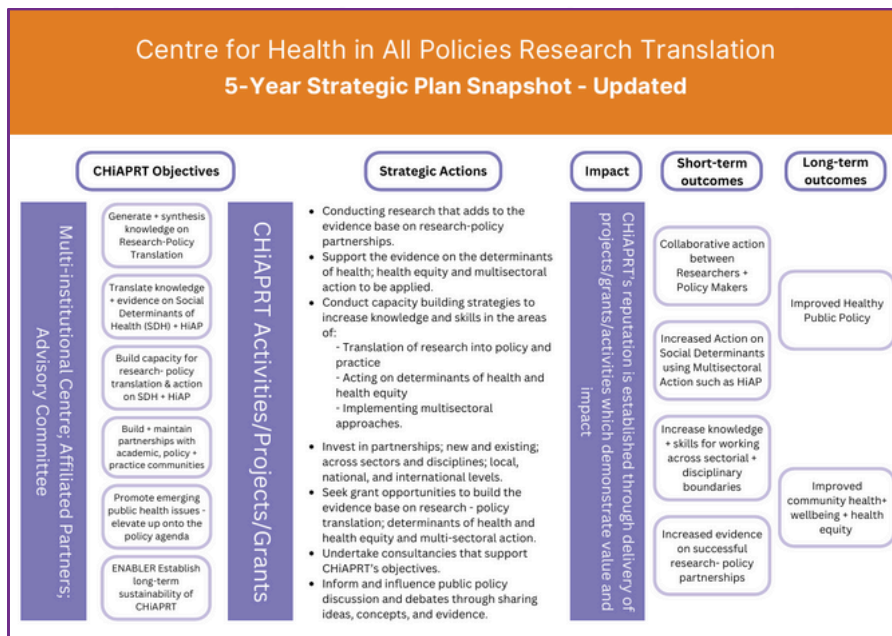 Centre for Health in All Policies Research Translation
5-Year Strategic Plan Snapshot - Updated
CHiAPRT Objectives
Strategic Actions
Impact
Short-term
outcomes
Long-term
outcomes
Multi-institutional Centre; Affiliated Partners;
Advisory Committee
Generate + synthesis
knowledge on
Research-Policy
Translation
Translate knowledge
+ evidence on Social
Determinants of
Health (SDH) + HiAP
Build capacity for
research- policy
translation & action
on SDH + HiAP
Build + maintain
partnerships with
academic, policy +
practice communities
Promote emerging
public health issues -
elevate up onto the
policy agenda
ENABLER Establish
long-term
sustainability of
CHiAPRT
CHiAPRT Activities/Projects/Grants
• Conducting research that adds to the
evidence base on research-policy
partnerships.
• Support the evidence on the determinants
of health; health equity and multisectoral
action to be applied.
• Conduct capacity building strategies to
increase knowledge and skills in the areas
of:
- Translation of research into policy and
practice
- Acting on determinants of health and
health equity
- Implementing multisectoral
approaches.
• Invest in partnerships; new and existing;
across sectors and disciplines; local,
national, and international levels.
• Seek grant opportunities to build the
evidence base on research - policy
translation; determinants of health and
health equity and multi-sectoral action.
• Undertake consultancies that support
CHiAPRT's objectives.
• Inform and influence public policy
discussion and debates through sharing
ideas, concepts, and evidence.
CHiAPRT's reputation is established through delivery of
projects/grants/activities which demonstrate value and
impact
Collaborative action
between
Researchers +
Policy Makers
Increased Action on
Social Determinants
using Multisectoral
Action such as HiAP
Increase knowledge
+ skills for working
across sectorial +
disciplinary
boundaries
Increased evidence
on successful
research- policy
partnerships
Improved Healthy
Public Policy
Improved
community health+
wellbeing + health
equity